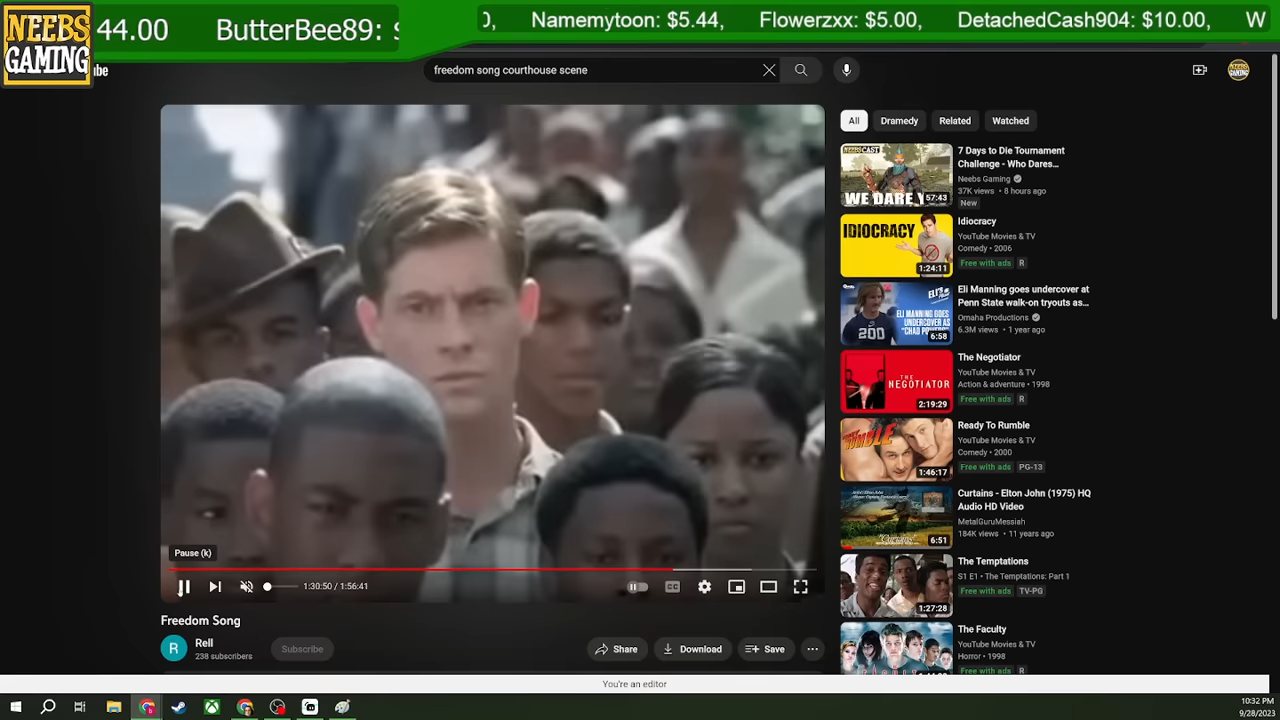 NEEBS
GAMING
44.00
ButterBee89:
Namemytoon: $5.44,
Flowerzxx: $5.00,
DetachedCash904: $10.00,
W
freedom song courthouse scene
All
Dramedy
Related
Watched
NEEBSCAST
57:43
7 Days to Die Tournament
Challenge - Who Dares...
Neebs Gaming
37K views • 8 hours ago
New
IDIOCRACY
1:24:11
Idiocracy
YouTube Movies & TV
Comedy • 2006
Free with ads
R
200
6:58
Eli Manning goes undercover at
Penn State walk-on tryouts as...
Omaha Productions
6.3M views • 1 year ago
THE
NEGOTIATOR
2:19:29
The Negotiator
YouTube Movies & TV
Action & adventure • 1998
Free with ads
R
1:46:17
Ready To Rumble
YouTube Movies & TV
Comedy • 2000
Free with ads
PG-13
6:51
Curtains - Elton John (1975) HQ
Audio HD Video
MetalGuruMessiah
184K views • 11 years ago
1:27:28
The Temptations
S1 E1 • The Temptations: Part 1
Free with ads
TV-PG
The Faculty
YouTube Movies & TV
Horror • 1998
Free with ads
R
Pause (k)
1:30:50 / 1:56:41
CC
Freedom Song
R
Rell
238 subscribers
Subscribe
Share
Download
Save
You're an editor
10:32 PM
9/28/2023